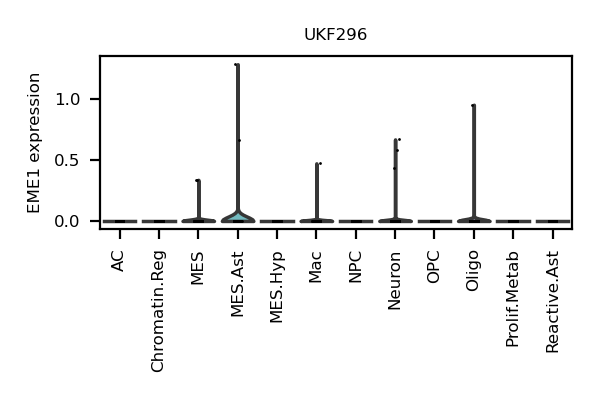 UKF296
EME1 expression
1.0
0.5
0.0
AC
Chromatin.Reg
MES
MES.Ast
MES.Hyp
Mac
NPC
Neuron
OPC
Oligo
Prolif.Metab
Reactive.Ast